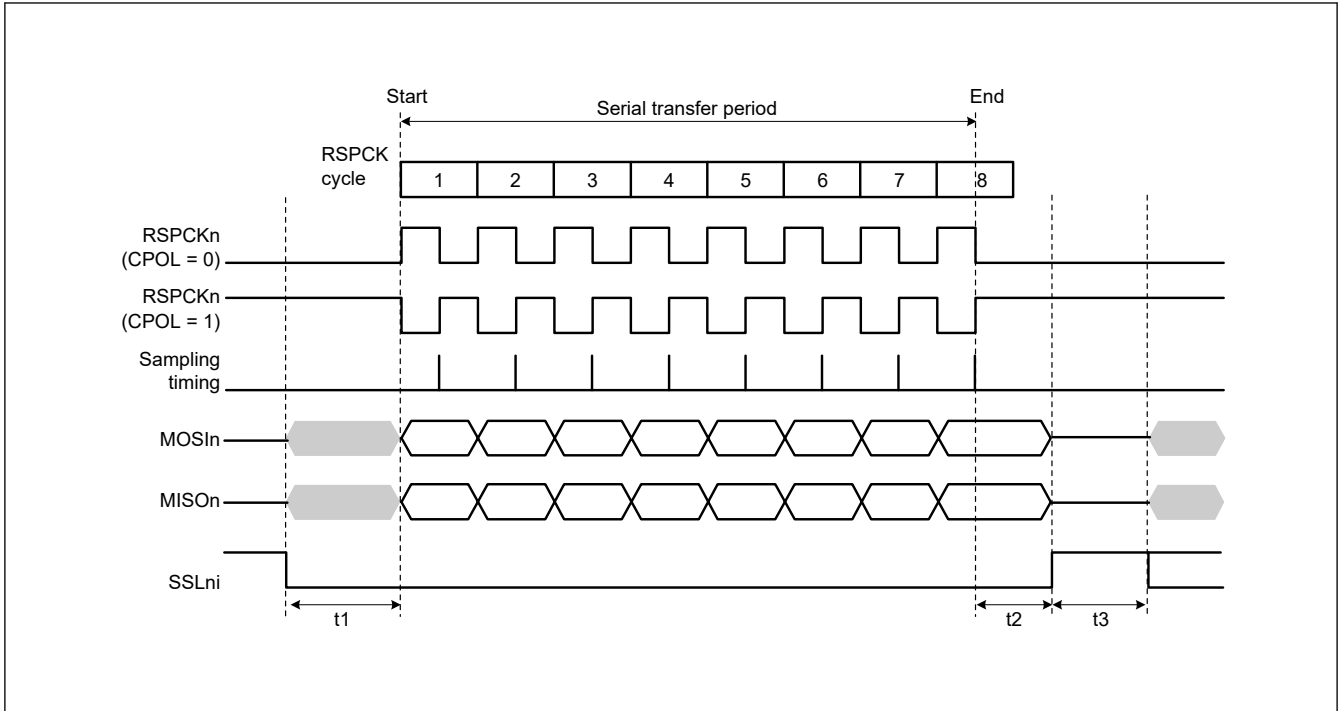 Start
End
Serial transfer period
RSPCK
cycle
1 2 3 4 5 6 7 8
RSPCKn
(CPOL = 0)
RSPCKn
(CPOL = 1)
Sampling
timing
MOSIn
MISOn
SSLni
t1
t2
t3